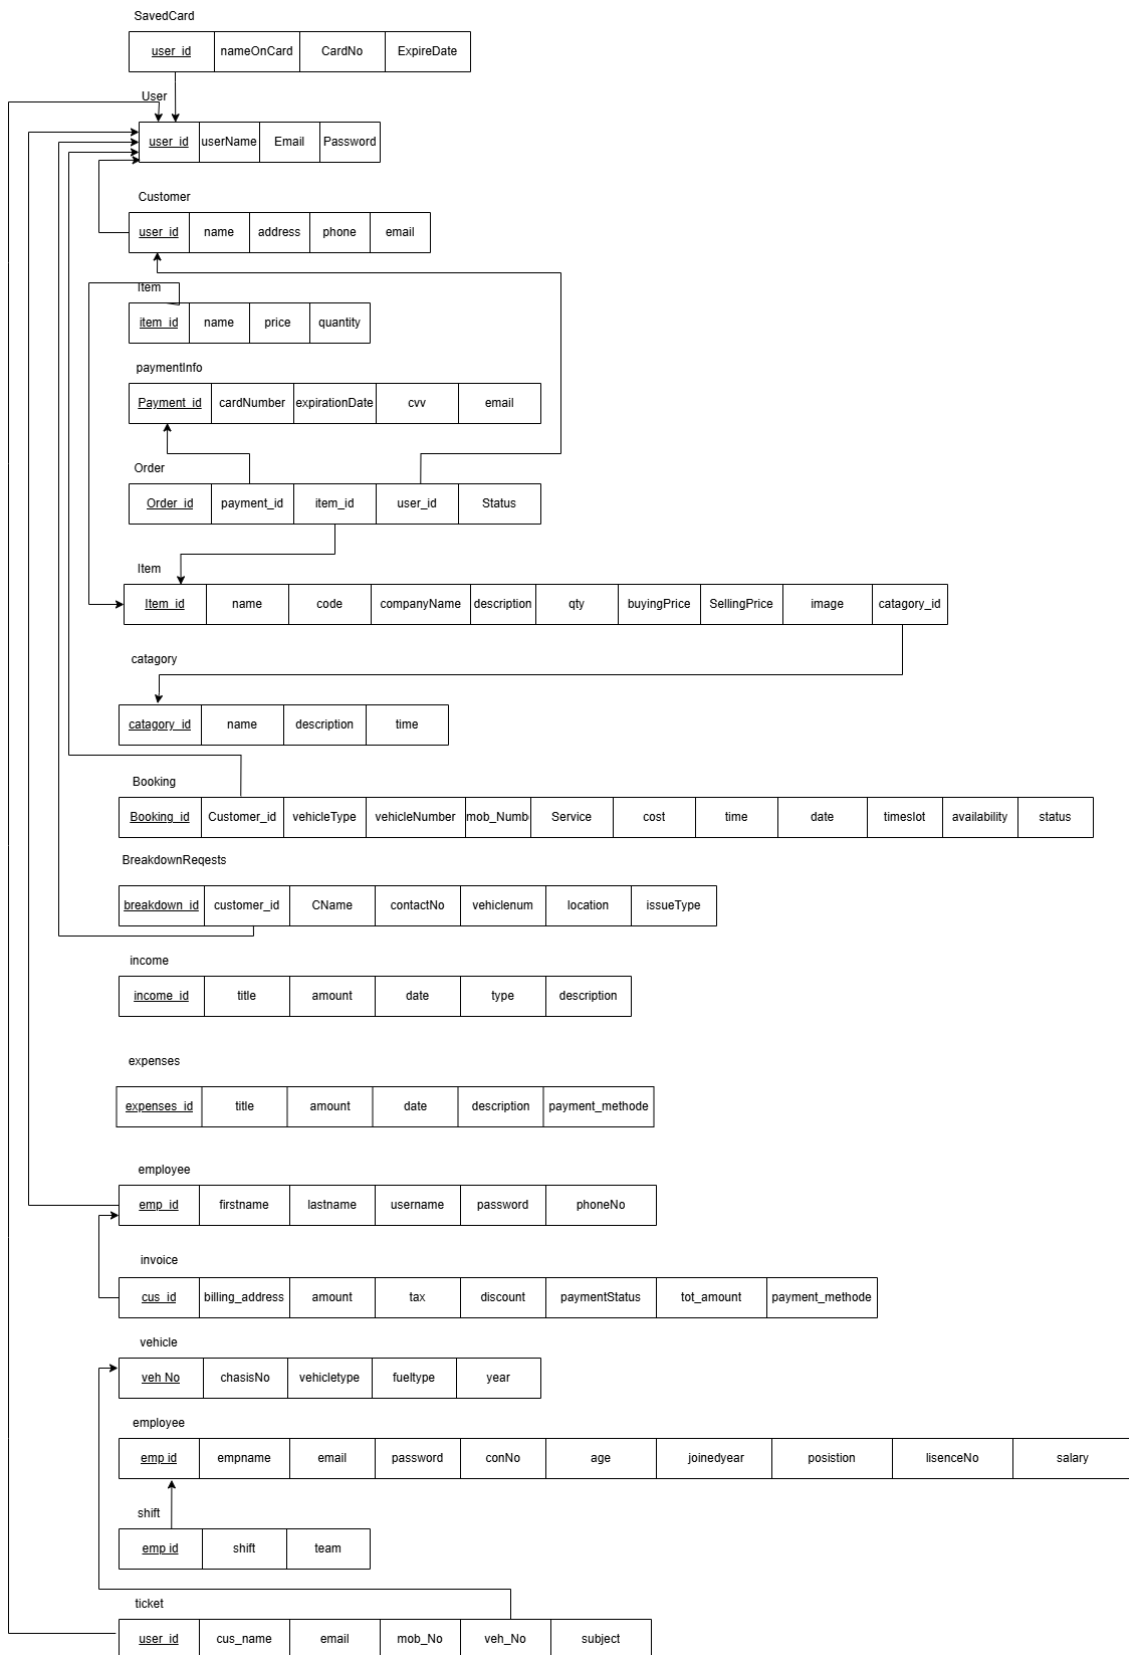 SavedCard
user_id nameOnCard CardNo ExpireDate
User
user_id userName Email Password
Customer
user_id name address phone email
Item
item_id name price quantity
paymentInfo
Payment_id cardNumber expirationDate cvv email
Order
Order_id payment_id item_id user_id Status
Item
Item_id name code companyName description qty buyingPrice SellingPrice image catagory_id
catagory
catagory_id name description time
Booking
Booking_id Customer_id vehicleType vehicleNumber mob_Numb Service cost time date timeslot availability status
BreakdownReqests
breakdown_id customer_id CName contactNo vehiclenum location issueType
income
income_id title amount date type description
expenses
expenses_id title amount date description payment_methode
employee
emp_id firstname lastname username password phoneNo
invoice
cus_id billing_address amount tax discount paymentStatus tot_amount payment_methode
vehicle
veh No chasisNo vehicletype fueltype year
employee
emp id empname email password conNo age joinedyear posistion lisenceNo salary
shift
emp id shift team
ticket
user_id cus_name email mob_No veh_No subject